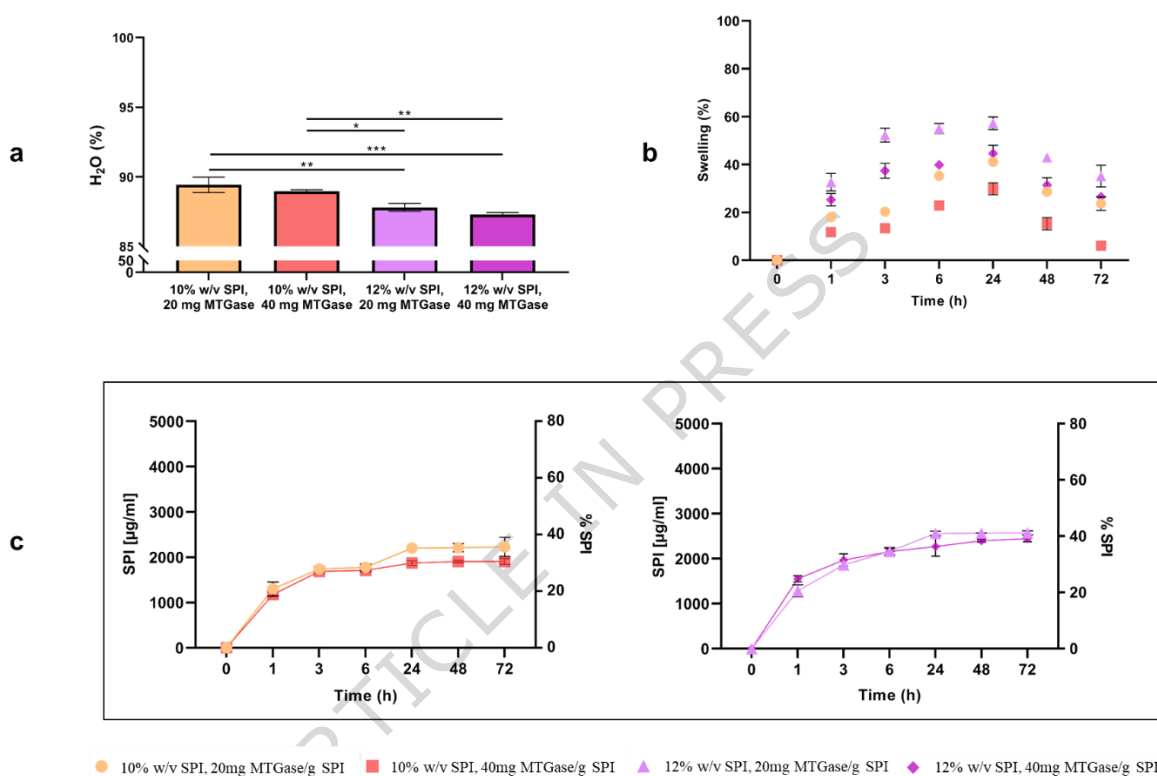 a
H₂O (%)
100
95
90
85
50
0
**
*
***
**
10% w/v SPI,
20 mg MTGase
10% w/v SPI,
40 mg MTGase
12% w/v SPI,
20 mg MTGase
12% w/v SPI,
40 mg MTGase
b
Swelling (%)
100
80
60
40
20
0
0 1 3 6 24 48 72
Time (h)
c
SPI [µg/ml]
5000
4000
3000
2000
1000
0
0 1 3 6 24 48 72
Time (h)
80
60
40
20
0
% SPI
SPI [µg/ml]
5000
4000
3000
2000
1000
0
0 1 3 6 24 48 72
Time (h)
80
60
40
20
0
% SPI
10% w/v SPI, 20mg MTGase/g SPI
10% w/v SPI, 40mg MTGase/g SPI
12% w/v SPI, 20mg MTGase/g SPI
12% w/v SPI, 40mg MTGase/g SPI
ARTICLE IN PRESS